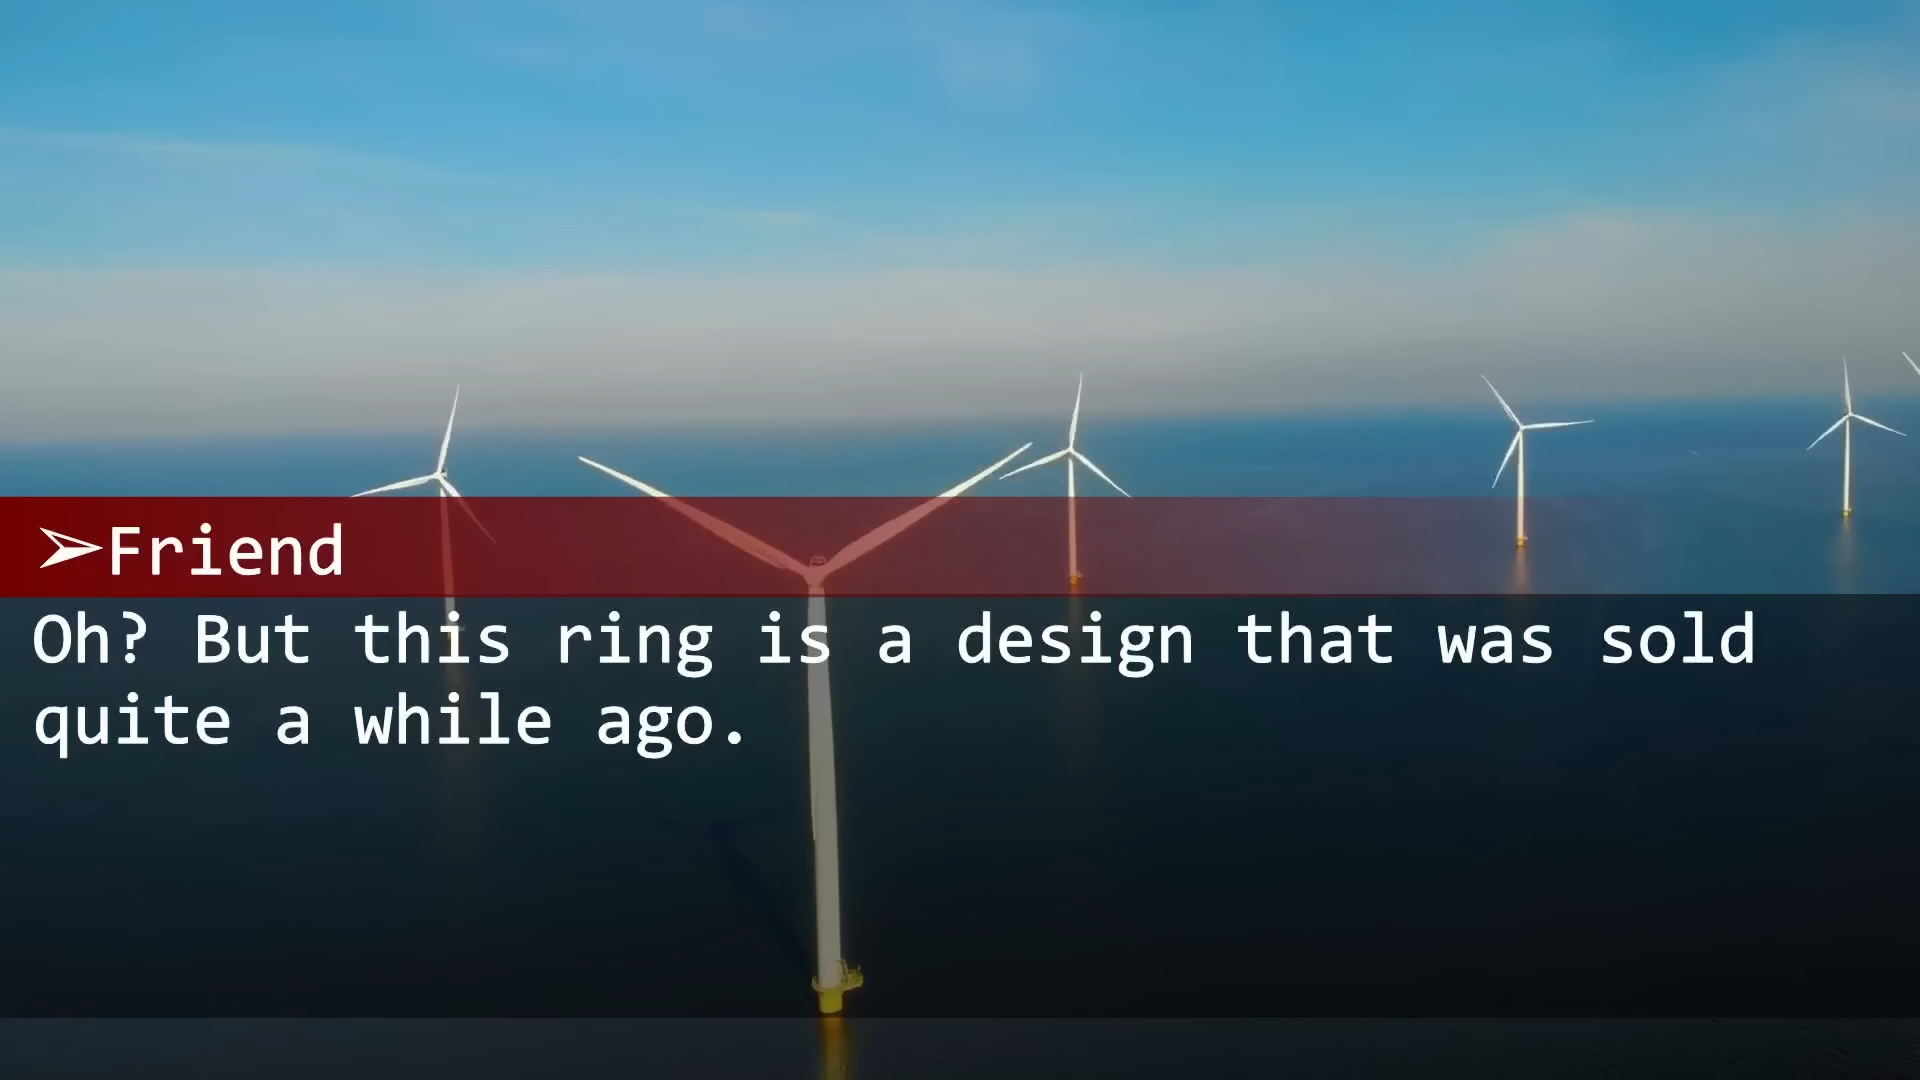 ➢Friend
Oh? But this ring is a design that was sold
quite a while ago.